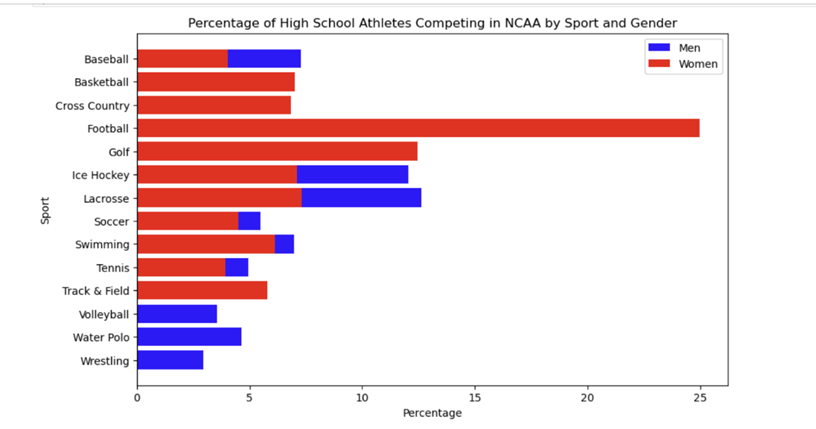 Percentage of High School Athletes Competing in NCAA by Sport and Gender
Men
Women
Baseball
Basketball
Cross Country
Football
Golf
Ice Hockey
Lacrosse
Soccer
Swimming
Tennis
Track & Field
Volleyball
Water Polo
Wrestling
Sport
0 5 10 15 20 25
Percentage